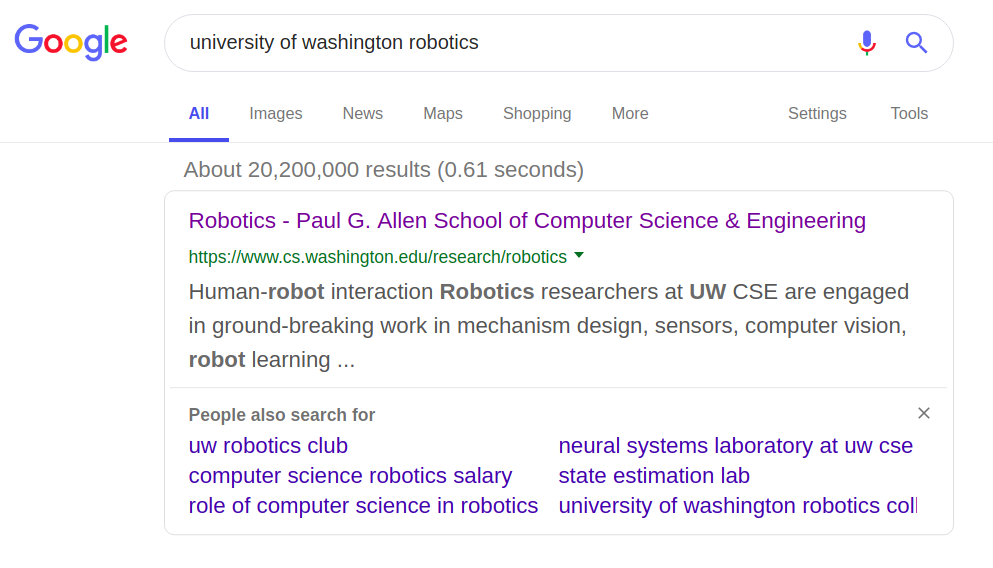 Google
university of washington robotics
All Images News Maps Shopping More Settings Tools
About 20,200,000 results (0.61 seconds)
Robotics - Paul G. Allen School of Computer Science & Engineering
https://www.cs.washington.edu/research/robotics
Human-robot interaction Robotics researchers at UW CSE are engaged
in ground-breaking work in mechanism design, sensors, computer vision,
robot learning ...
People also search for
uw robotics club
neural systems laboratory at uw cse
computer science robotics salary
state estimation lab
role of computer science in robotics
university of washington robotics